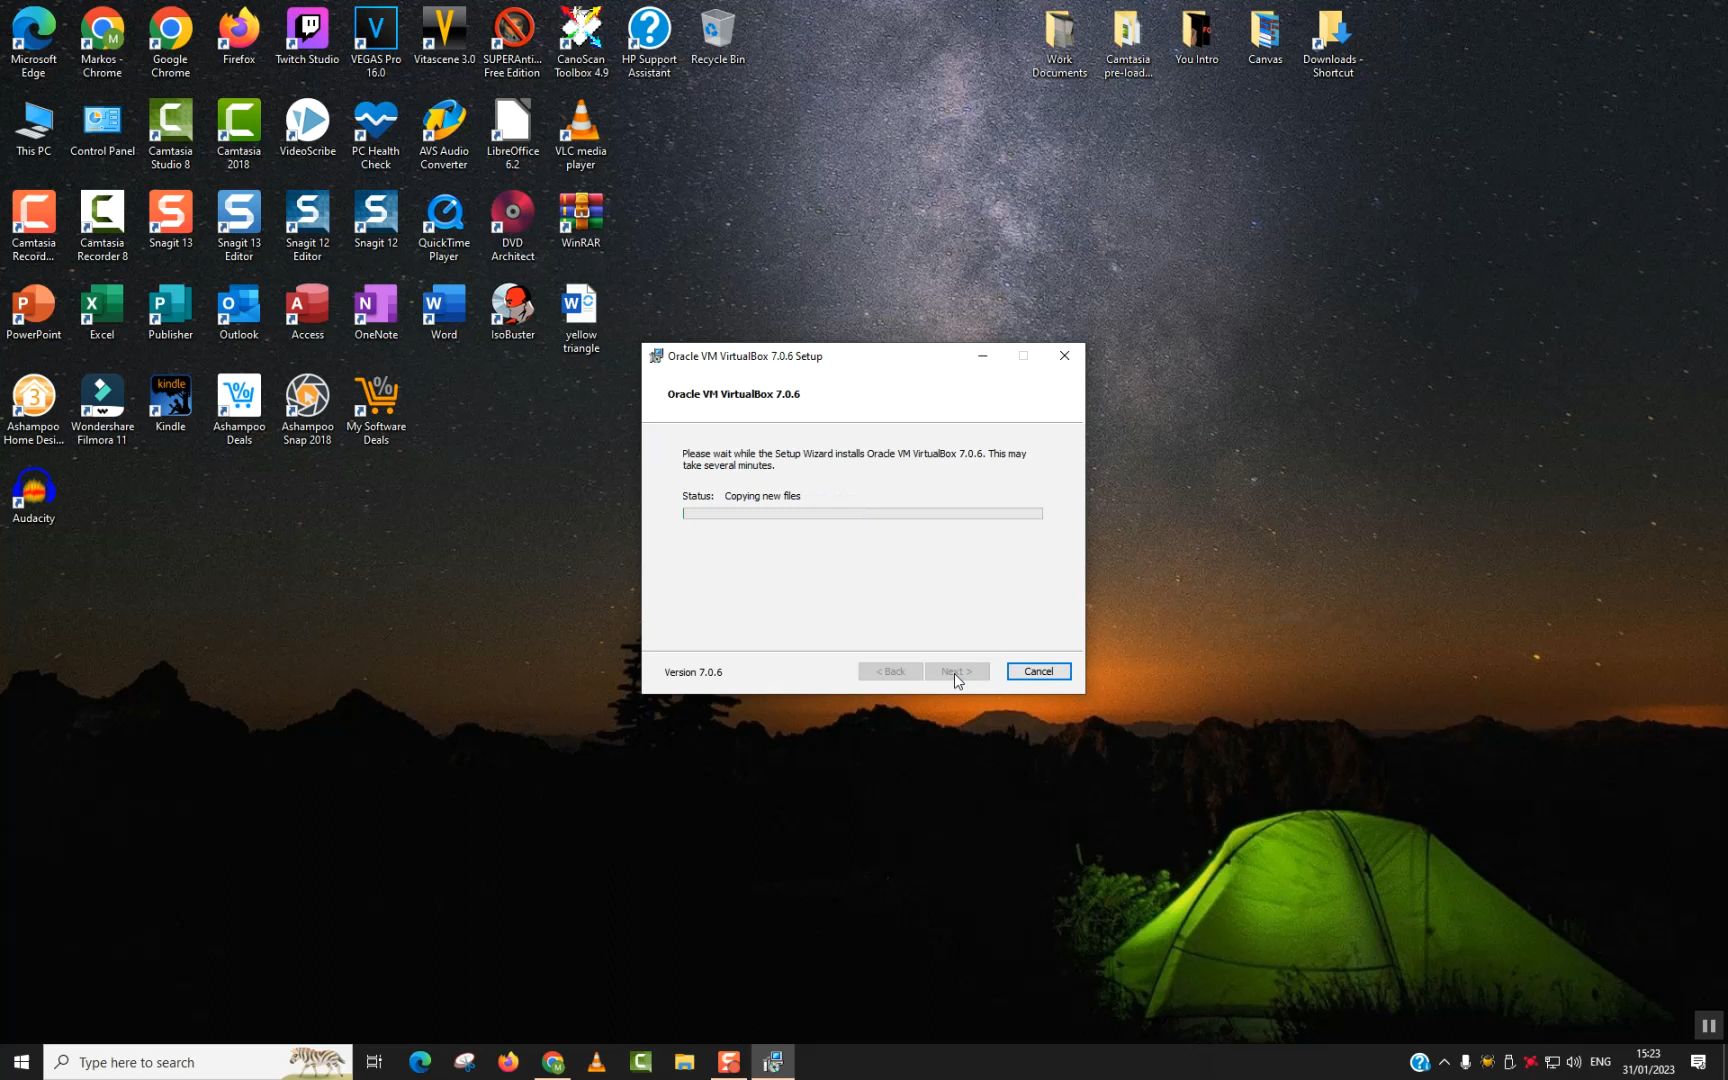 Microsoft Edge
Markos - Chrome
Google Chrome
Firefox
Twitch Studio
VEGAS Pro 16.0
Vitascene 3.0
SUPERAnti... Free Edition
CanoScan Toolbox 4.9
HP Support Assistant
Recycle Bin
Work Documents
Camtasia pre-load...
You Intro
Canvas
Downloads - Shortcut
This PC
Control Panel
Camtasia Studio 8
Camtasia 2018
VideoScribe
PC Health Check
AVS Audio Converter
LibreOffice 6.2
VLC media player
Camtasia Record...
Camtasia Recorder 8
Snagit 13
Snagit 13 Editor
Snagit 12 Editor
Snagit 12
QuickTime Player
DVD Architect
WinRAR
PowerPoint
Excel
Publisher
Outlook
Access
OneNote
Word
IsoBuster
yellow triangle
kindle
Ashampoo Home Desi...
Wondershare Filmora 11
Kindle
Ashampoo Deals
Ashampoo Snap 2018
My Software Deals
Audacity
Oracle VM VirtualBox 7.0.6 Setup
Oracle VM VirtualBox 7.0.6
Please wait while the Setup Wizard installs Oracle VM VirtualBox 7.0.6. This may
take several minutes.
Status: Copying new files
Version 7.0.6
< Back
Next >
Cancel
Type here to search
ENG
15:23
31/01/2023